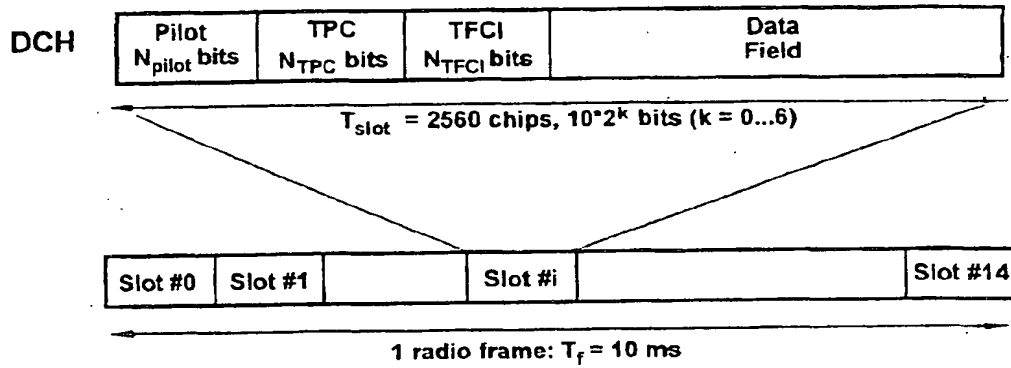 DCH
Pilot
N_pilot bits
TPC
N_TPC bits
TFCI
N_TFCI bits
Data
Field
T_slot = 2560 chips, 10*2^k bits (k = 0...6)
Slot #0
Slot #1
Slot #i
Slot #14
1 radio frame: T_f = 10 ms